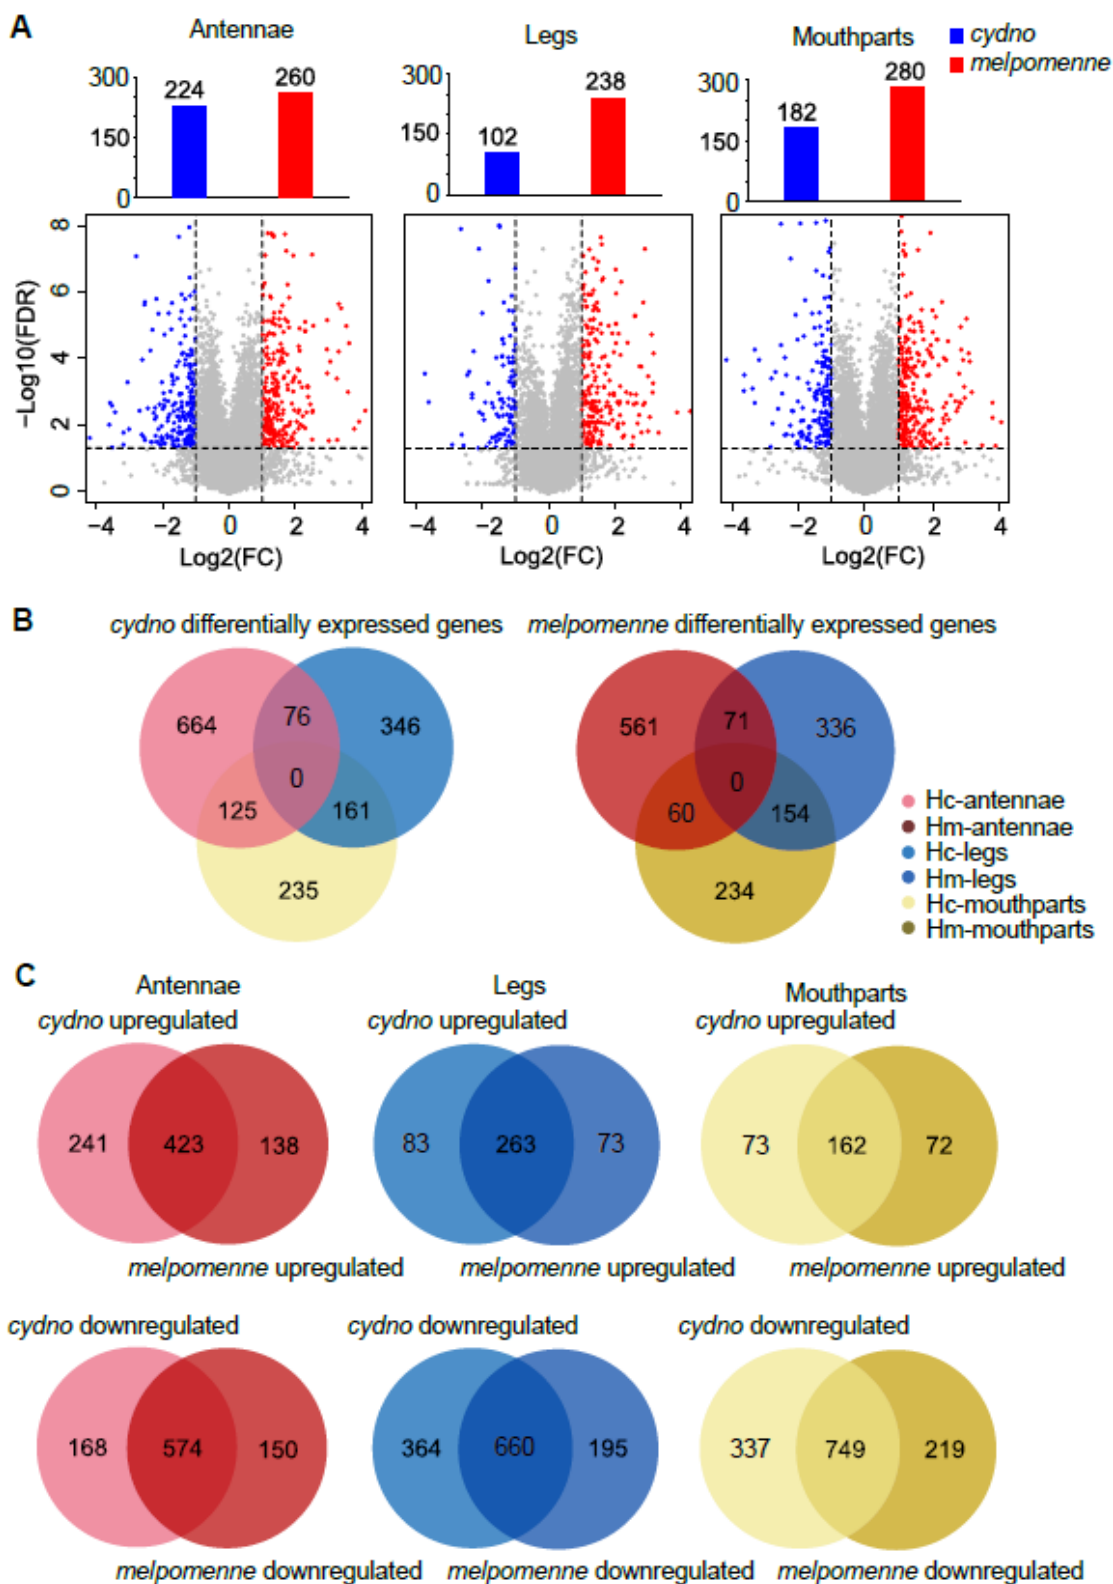 A
Antennae
Legs
Mouthparts
cydno
melpomenne
300
150
0
224
260
300
150
0
102
238
300
150
0
182
280
−Log10(FDR)
8
6
4
2
0
−4 −2 0 2 4
Log2(FC)
−4 −2 0 2 4
Log2(FC)
−4 −2 0 2 4
Log2(FC)
B
cydno differentially expressed genes
melpomenne differentially expressed genes
664
76
346
0
125
161
235
561
71
336
0
60
154
234
Hc-antennae
Hm-antennae
Hc-legs
Hm-legs
Hc-mouthparts
Hm-mouthparts
C
Antennae
Legs
Mouthparts
cydno upregulated
cydno upregulated
cydno upregulated
241 423 138
83 263 73
73 162 72
melpomenne upregulated
melpomenne upregulated
melpomenne upregulated
cydno downregulated
cydno downregulated
cydno downregulated
168 574 150
364 660 195
337 749 219
melpomenne downregulated
melpomenne downregulated
melpomenne downregulated